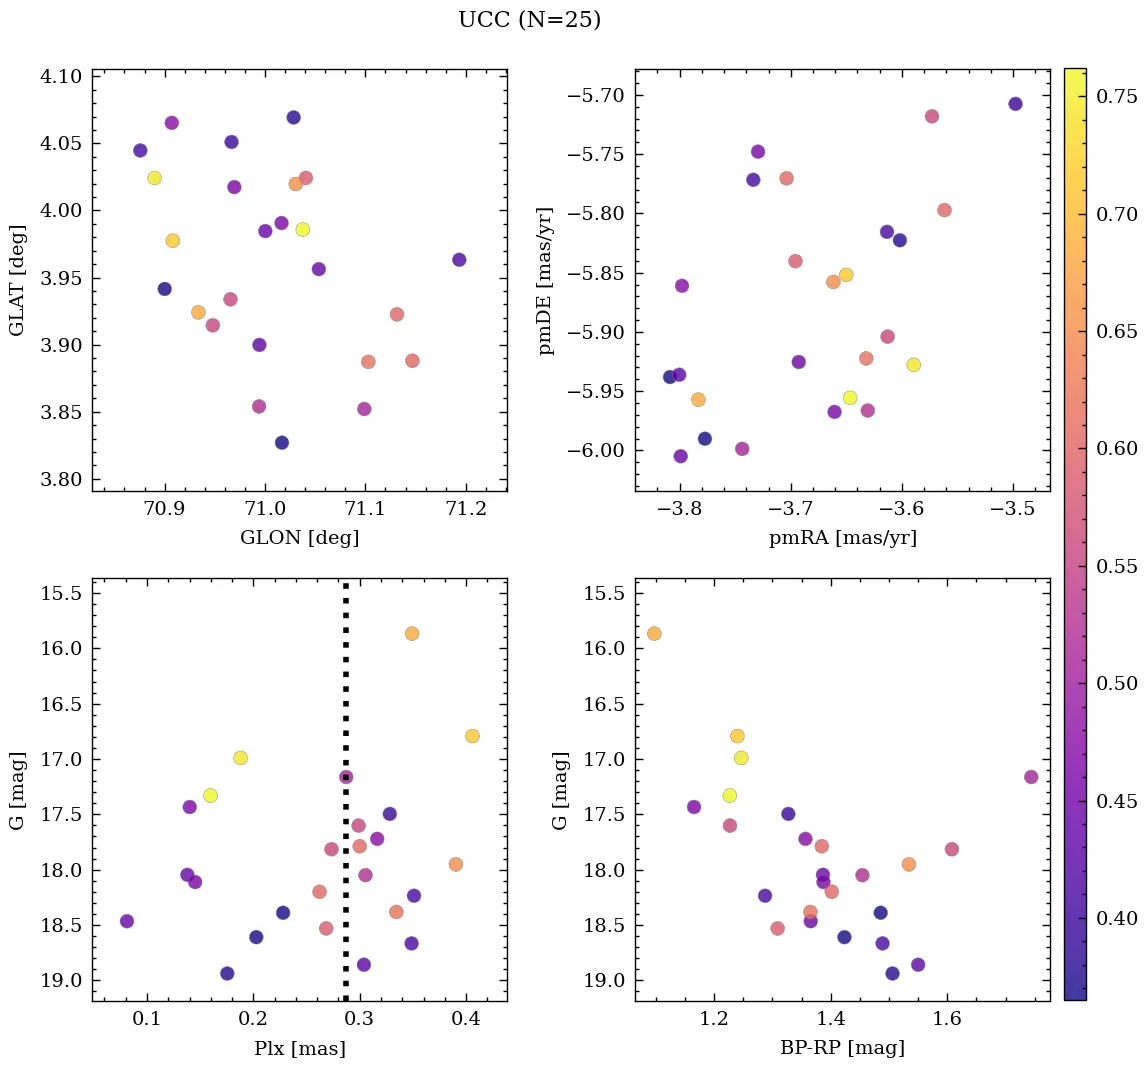 UCC (N=25)
4.10
4.05
4.00
3.95
3.90
3.85
3.80
GLAT [deg]
70.9 71.0 71.1 71.2
GLON [deg]
−5.70
−5.75
−5.80
−5.85
−5.90
−5.95
−6.00
pmDE [mas/yr]
−3.8 −3.7 −3.6 −3.5
pmRA [mas/yr]
15.5
16.0
16.5
17.0
17.5
18.0
18.5
19.0
G [mag]
0.1 0.2 0.3 0.4
Plx [mas]
15.5
16.0
16.5
17.0
17.5
18.0
18.5
19.0
G [mag]
1.2 1.4 1.6
BP-RP [mag]
0.75
0.70
0.65
0.60
0.55
0.50
0.45
0.40